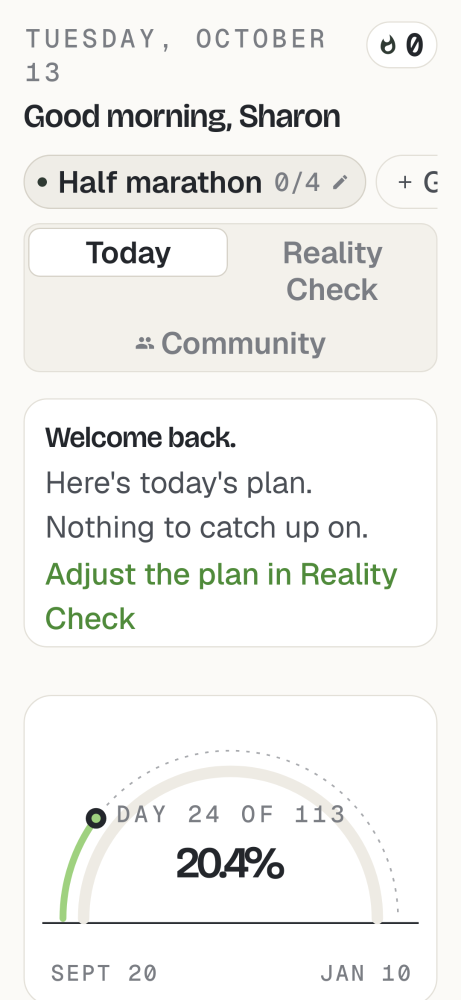 TUESDAY, OCTOBER
13
0
Good morning, Sharon
Half marathon 0/4
+ G
Today
Reality
Check
Community
Welcome back.
Here's today's plan.
Nothing to catch up on.
Adjust the plan in Reality
Check
DAY 24 OF 113
20.4%
SEPT 20
JAN 10